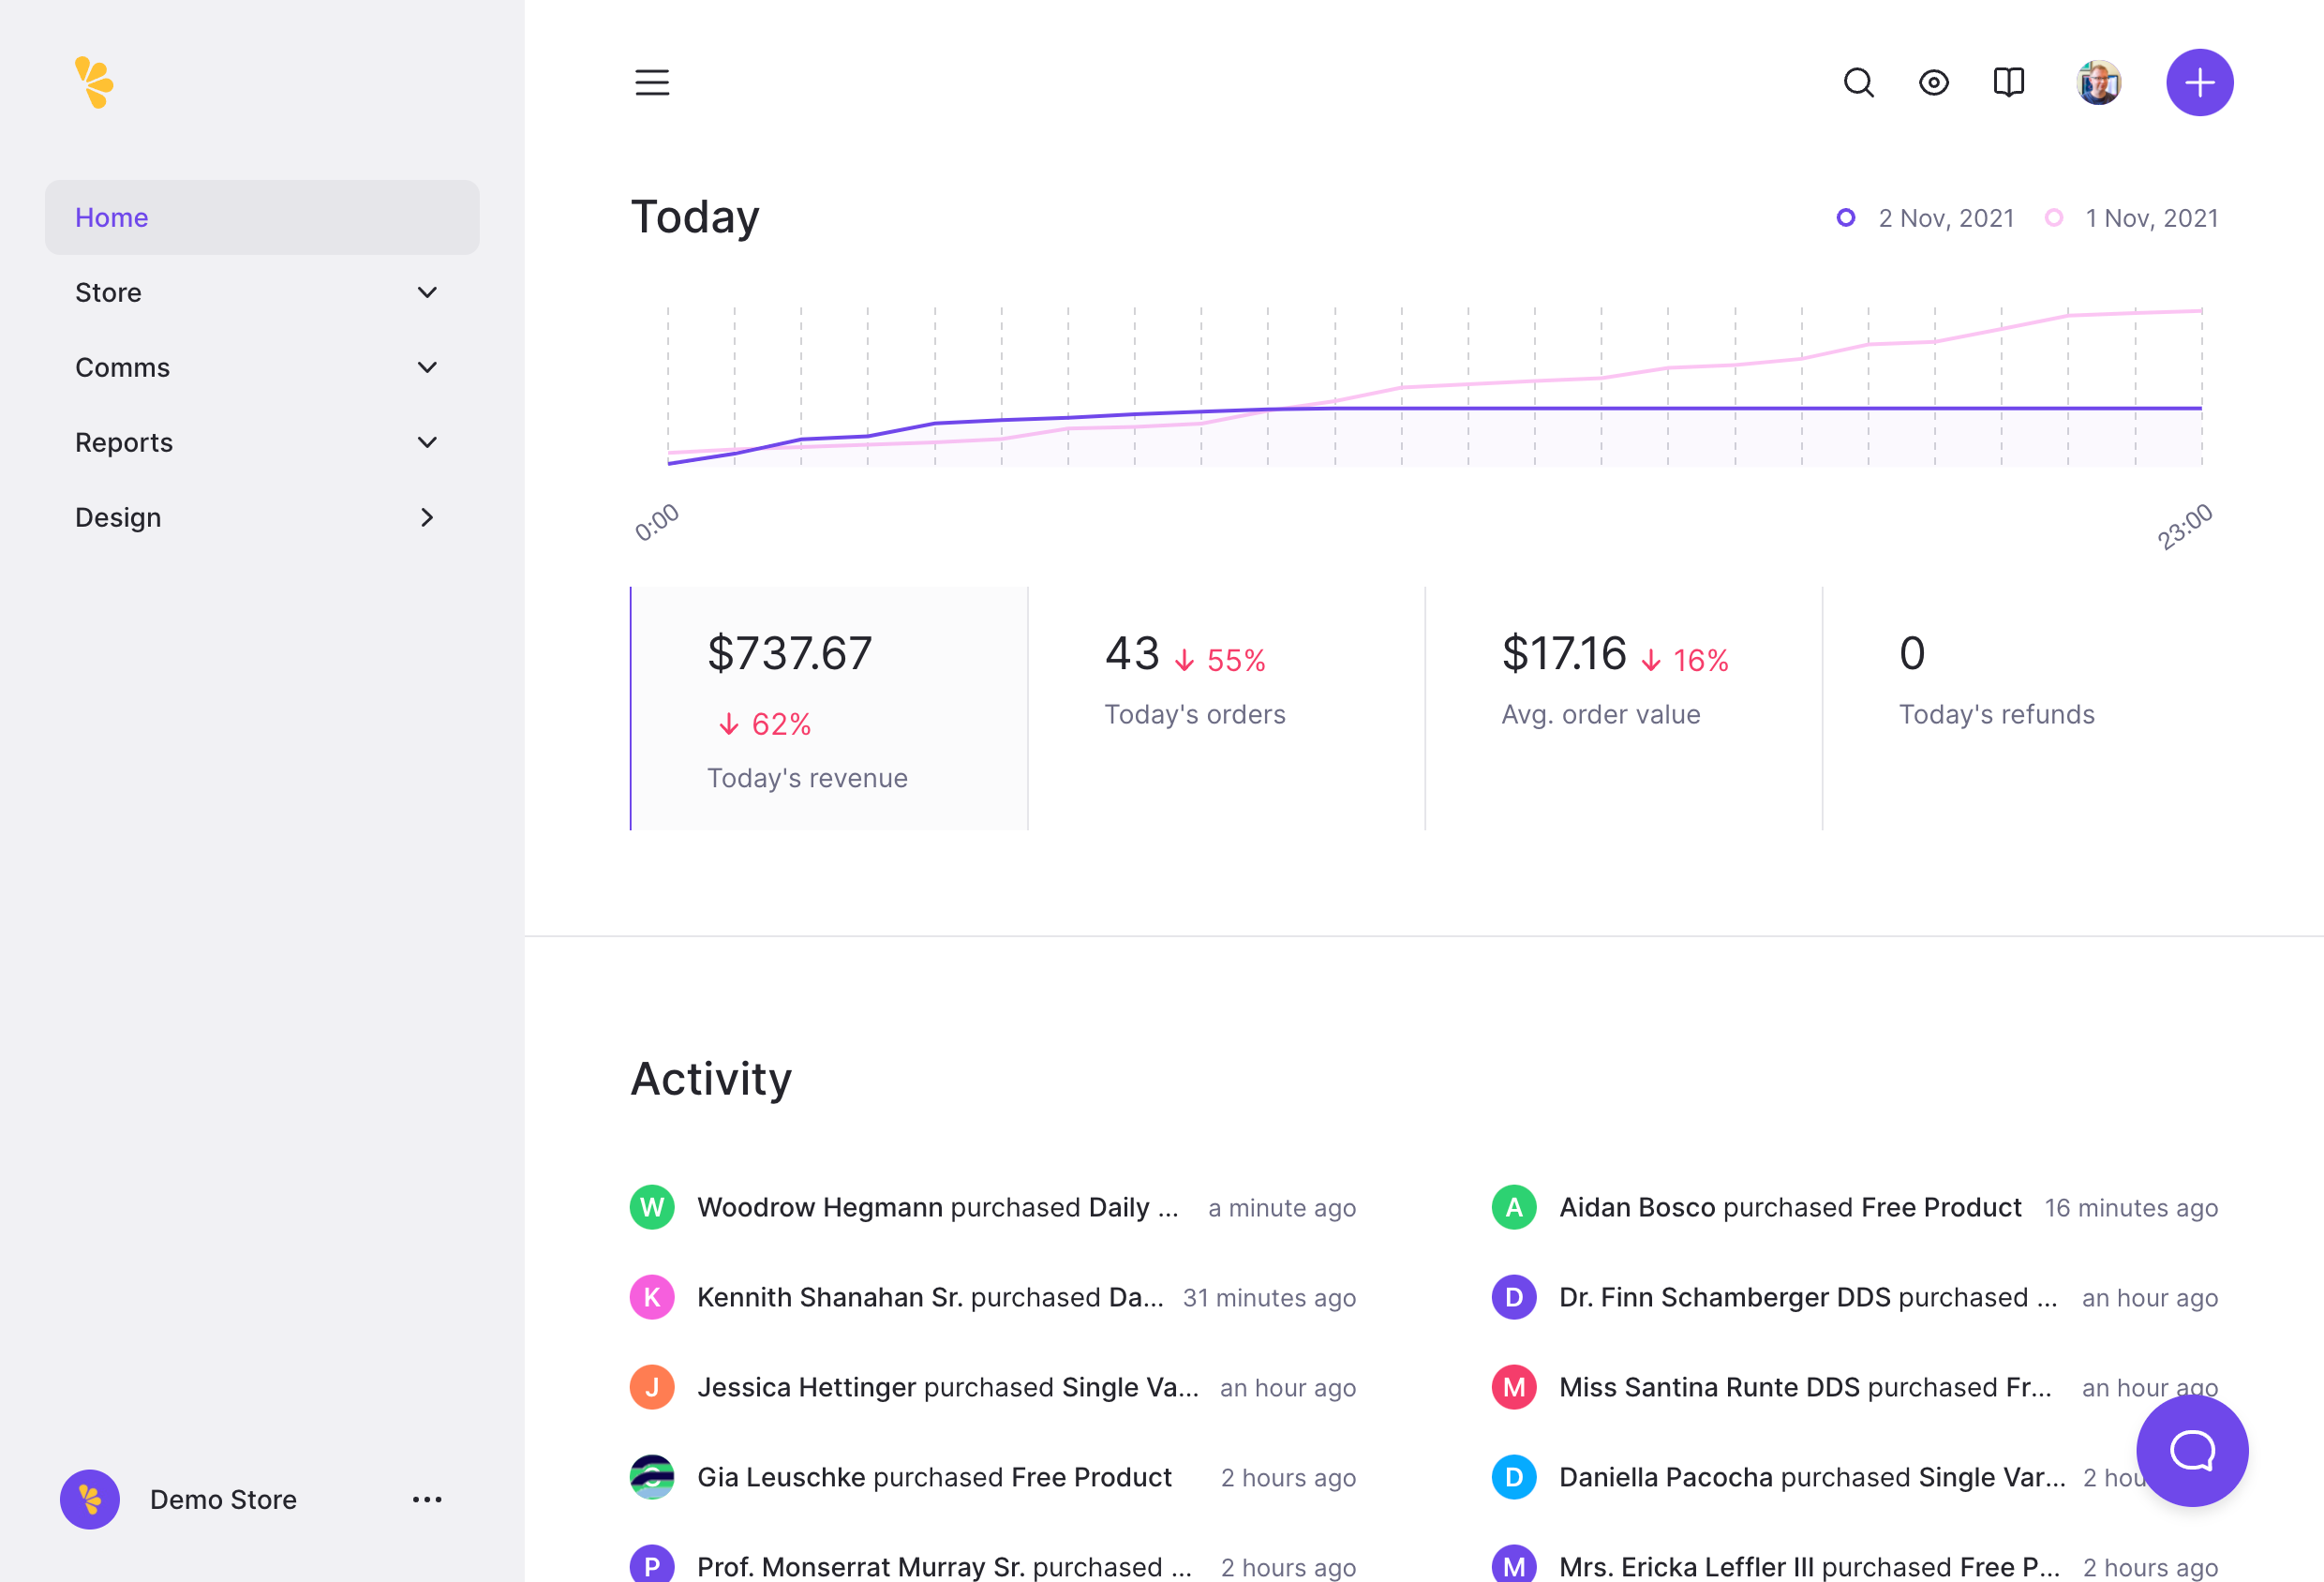 Home
Store
Comms
Reports
Design
Demo Store
Today
2 Nov, 2021
1 Nov, 2021
0:00
23:00
$737.67
62%
Today's revenue
43 55%
Today's orders
$17.16 16%
Avg. order value
0
Today's refunds
Activity
W Woodrow Hegmann purchased Daily ... a minute ago
A Aidan Bosco purchased Free Product 16 minutes ago
K Kennith Shanahan Sr. purchased Da... 31 minutes ago
D Dr. Finn Schamberger DDS purchased ... an hour ago
J Jessica Hettinger purchased Single Va... an hour ago
M Miss Santina Runte DDS purchased Fr... an hour ago
Gia Leuschke purchased Free Product 2 hours ago
D Daniella Pacocha purchased Single Var... 2 hou
P Prof. Monserrat Murray Sr. purchased ... 2 hours ago
M Mrs. Ericka Leffler III purchased Free P... 2 hours ago